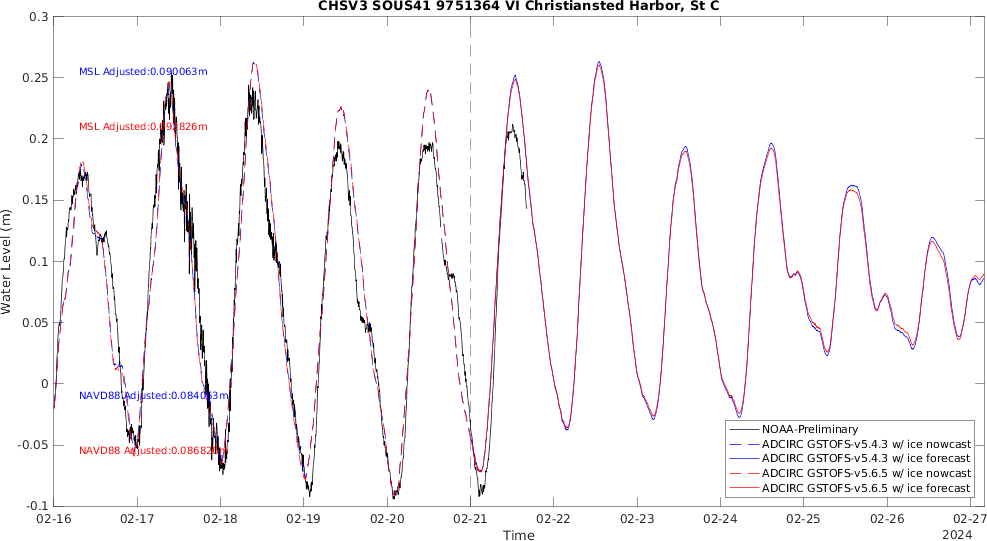 CHSV3 SOUS41 9751364 VI Christiansted Harbor, St C
0.3
0.25
0.2
0.15
0.1
0.05
0
-0.05
-0.1
Water Level (m)
MSL Adjusted:0.090063m
MSL Adjusted:0.092826m
NAVD88 Adjusted:0.084063m
NAVD88 Adjusted:0.086826m
NOAA-Preliminary
ADCIRC GSTOFS-v5.4.3 w/ ice nowcast
ADCIRC GSTOFS-v5.4.3 w/ ice forecast
ADCIRC GSTOFS-v5.6.5 w/ ice nowcast
ADCIRC GSTOFS-v5.6.5 w/ ice forecast
02-16 02-17 02-18 02-19 02-20 02-21 02-22 02-23 02-24 02-25 02-26 02-27
Time
2024